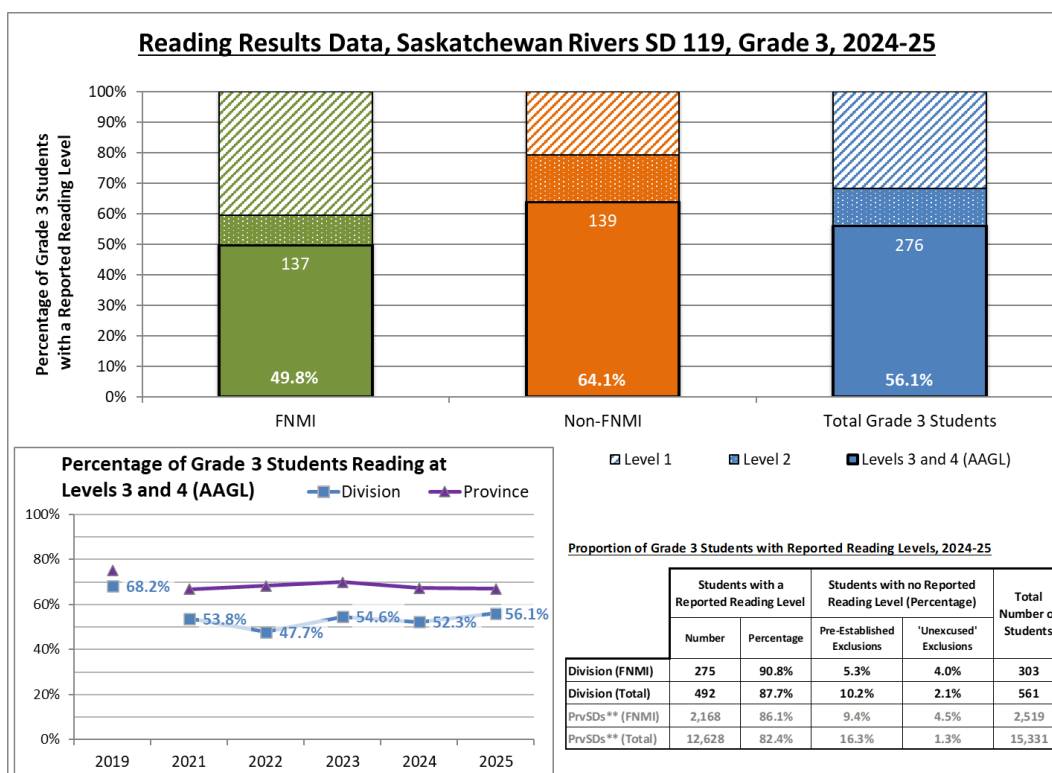 Reading Results Data, Saskatchewan Rivers SD 119, Grade 3, 2024-25
Percentage of Grade 3 Students
with a Reported Reading Level
100%
90%
80%
70%
60%
50%
40%
30%
20%
10%
0%
137
49.8%
139
64.1%
276
56.1%
FNMI
Non-FNMI
Total Grade 3 Students
Level 1
Level 2
Levels 3 and 4 (AAGL)
Percentage of Grade 3 Students Reading at
Levels 3 and 4 (AAGL)
Division
Province
100%
80%
60%
40%
20%
0%
68.2%
53.8%
47.7%
54.6%
52.3%
56.1%
2019
2021
2022
2023
2024
2025
Proportion of Grade 3 Students with Reported Reading Levels, 2024-25
Students with a
Reported Reading Level
Students with no Reported
Reading Level (Percentage)
Total
Number o
Students
Number
Percentage
Pre-Established
Exclusions
'Unexcused'
Exclusions
Division (FNMI) 275 90.8% 5.3% 4.0% 303
Division (Total) 492 87.7% 10.2% 2.1% 561
PrvSDs** (FNMI) 2,168 86.1% 9.4% 4.5% 2,519
PrvSDs** (Total) 12,628 82.4% 16.3% 1.3% 15,331